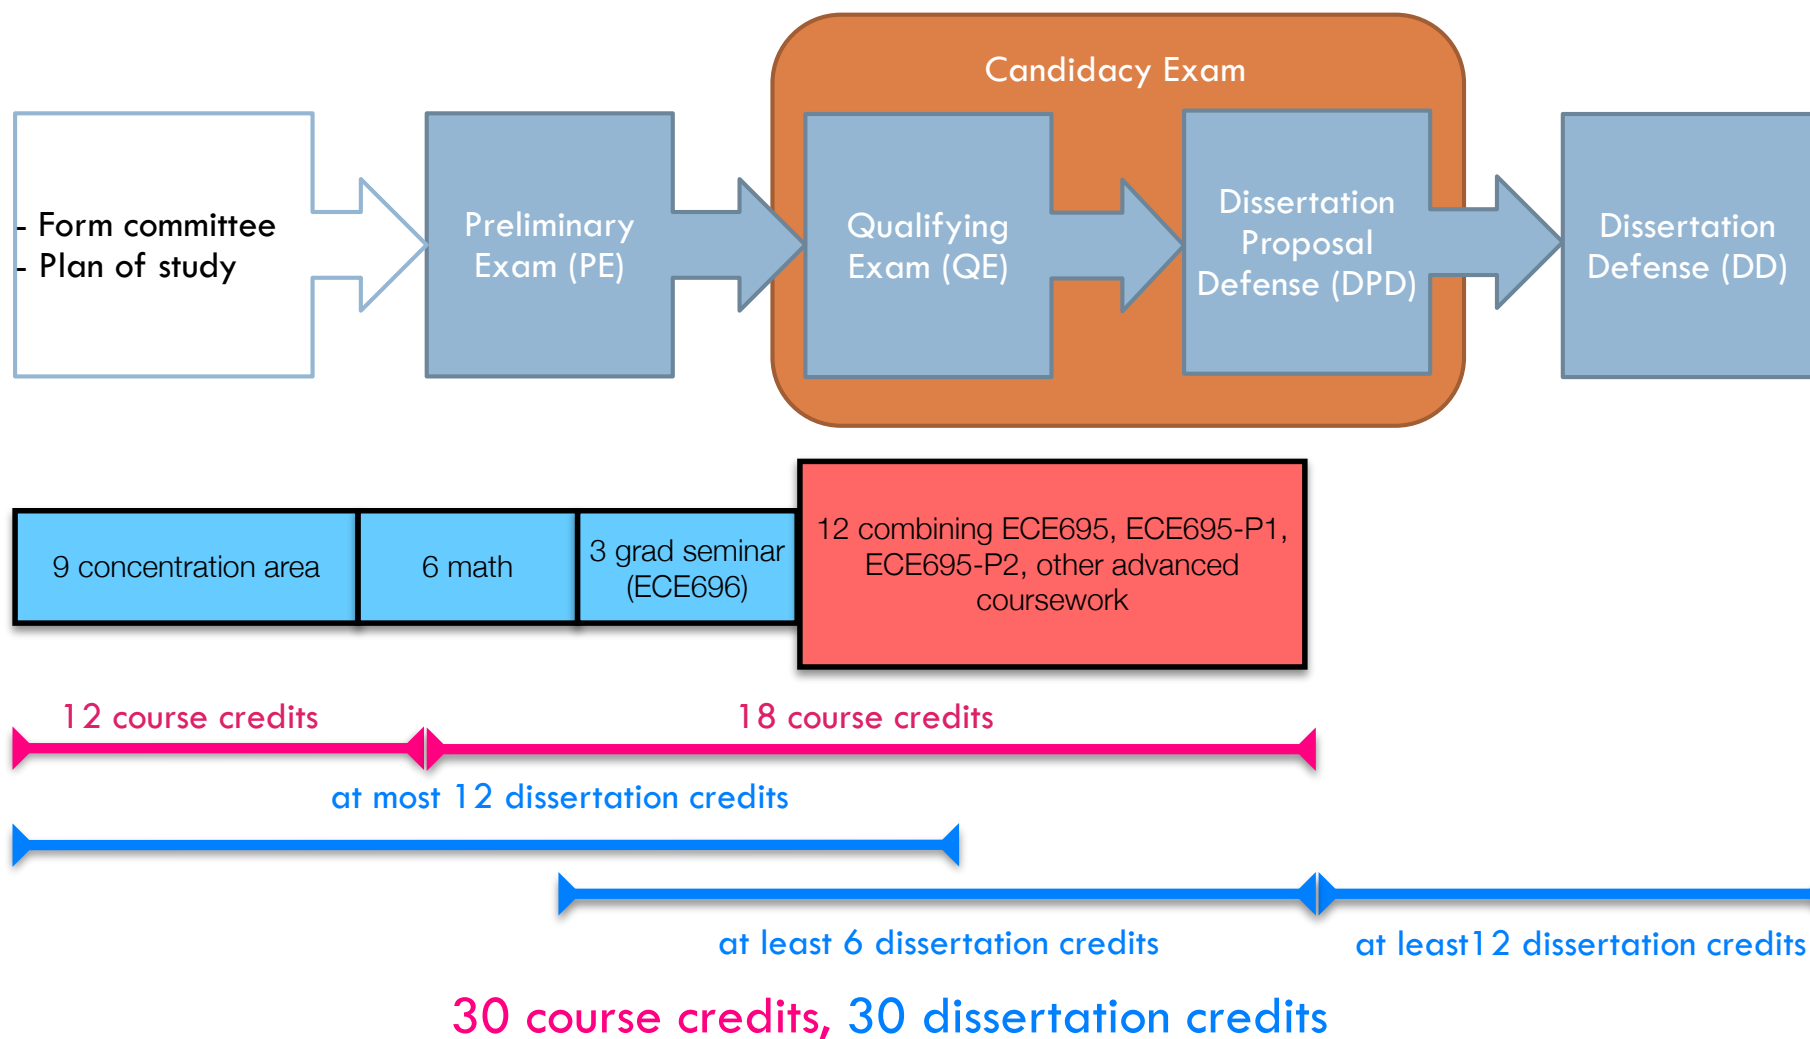 Candidacy Exam
- Form committee
- Plan of study
Preliminary
Exam (PE)
Qualifying
Exam (QE)
Dissertation
Proposal
Defense (DPD)
Dissertation
Defense (DD)
9 concentration area
6 math
3 grad seminar
(ECE696)
12 combining ECE695, ECE695-P1,
ECE695-P2, other advanced
coursework
12 course credits
18 course credits
at most 12 dissertation credits
at least 6 dissertation credits
at least12 dissertation credits
30 course credits, 30 dissertation credits